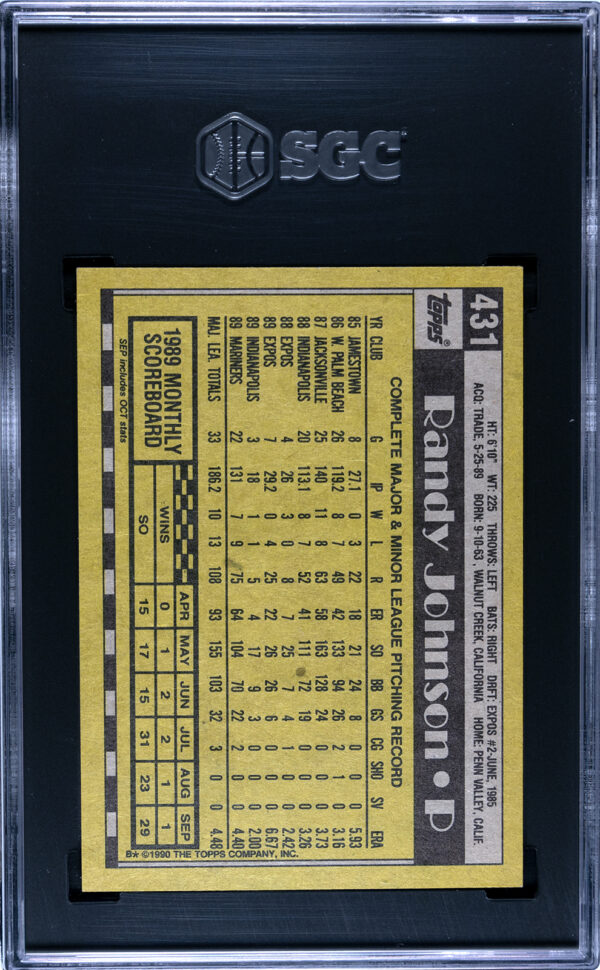 SGC
431
Topps®
HT: 6'10" WT: 225 THROWS: LEFT BATS: RIGHT DRFT: EXPOS #2-JUNE, 1985
ACQ: TRADE, 5-25-89 BORN: 9-10-63, WALNUT CREEK, CALIFORNIA HOME: PENN VALLEY, CALIF.
Randy Johnson • P
COMPLETE MAJOR & MINOR LEAGUE PITCHING RECORD
YR CLUB G IP W L R ER SO BB GS CG SHO SV ERA
85 JAMESTOWN 8 27.1 0 3 22 18 21 24 8 0 0 0 5.93
86 W. PALM BEACH 26 119.2 8 7 49 42 133 94 26 2 1 0 3.16
87 JACKSONVILLE 25 140 11 8 63 58 163 128 24 1 0 0 3.73
88 INDIANAPOLIS 20 113.1 8 7 52 41 111 72 19 0 0 0 3.26
88 EXPOS 4 26 3 0 8 7 25 7 4 1 0 0 2.42
89 EXPOS 7 29.2 0 4 25 22 26 26 6 0 0 0 6.67
89 INDIANAPOLIS 3 18 1 1 5 4 17 9 3 0 0 0 2.00
89 MARINERS 22 131 7 9 75 64 104 70 22 2 0 0 4.40
MAJ. LEA. TOTALS 33 186.2 10 13 108 93 155 103 32 3 0 0 4.48
1989 MONTHLY
SCOREBOARD
APR MAY JUN JUL AUG SEP
WINS 0 1 2 2 1 1
SO 15 17 15 31 23 29
SEP includes OCT stats
B* ©1990 THE TOPPS COMPANY, INC.